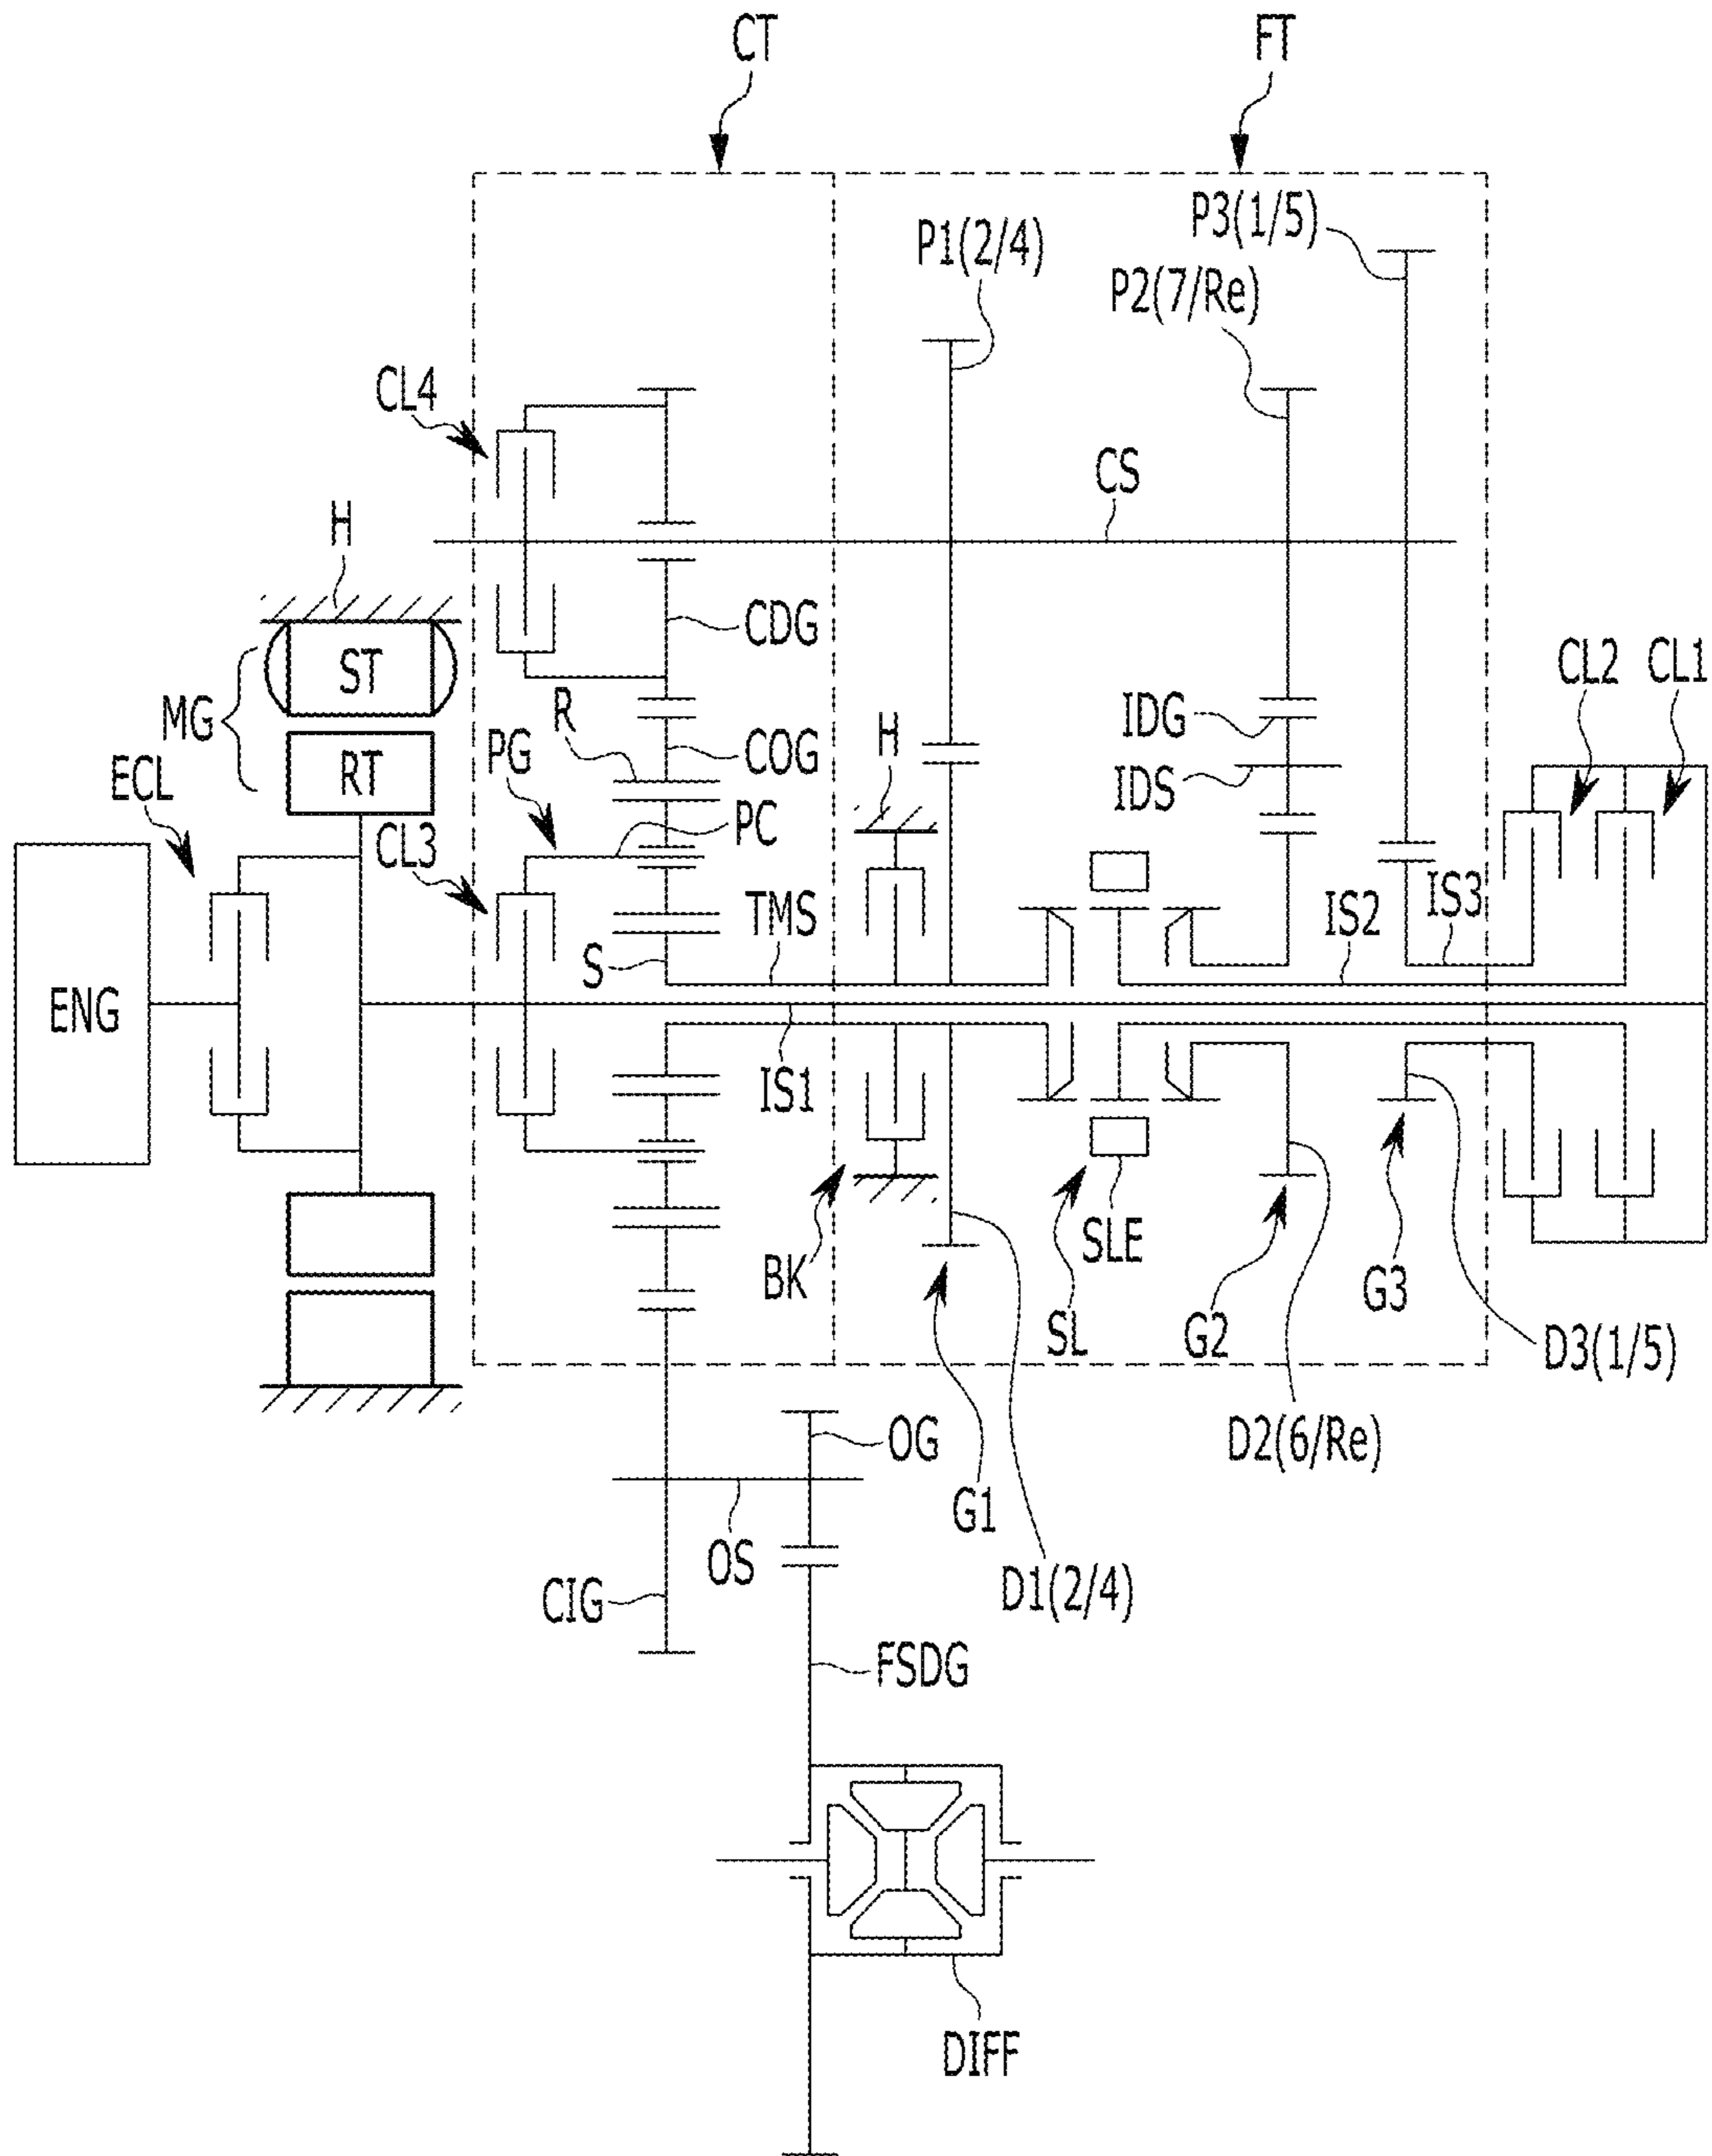 CT
FT
P3(1/5)
P1(2/4)
P2(7/Re)
CL4
CS
H
CDG
ST
CL2
CL1
MG
R
IDG
H
COG
PG
RT
IDS
ECL
PC
CL3
TMS
IS3
IS2
S
ENG
IS1
SLE
BK
G3
SL
G2
D3(1/5)
OG
D2(6/Re)
G1
OS
D1(2/4)
CIG
FSDG
DIFF